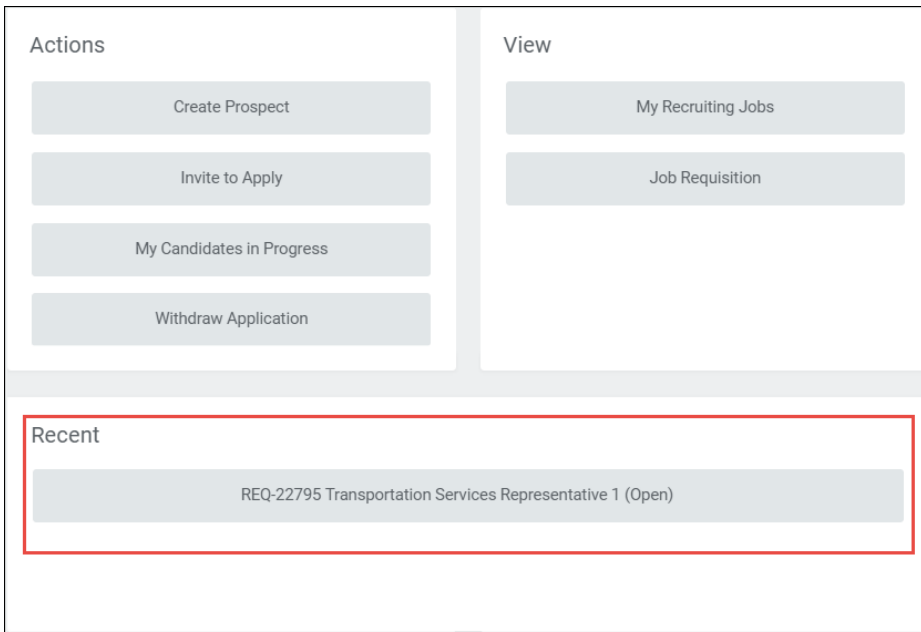 Actions
Create Prospect
Invite to Apply
My Candidates in Progress
Withdraw Application
View
My Recruiting Jobs
Job Requisition
Recent
REQ-22795 Transportation Services Representative 1 (Open)